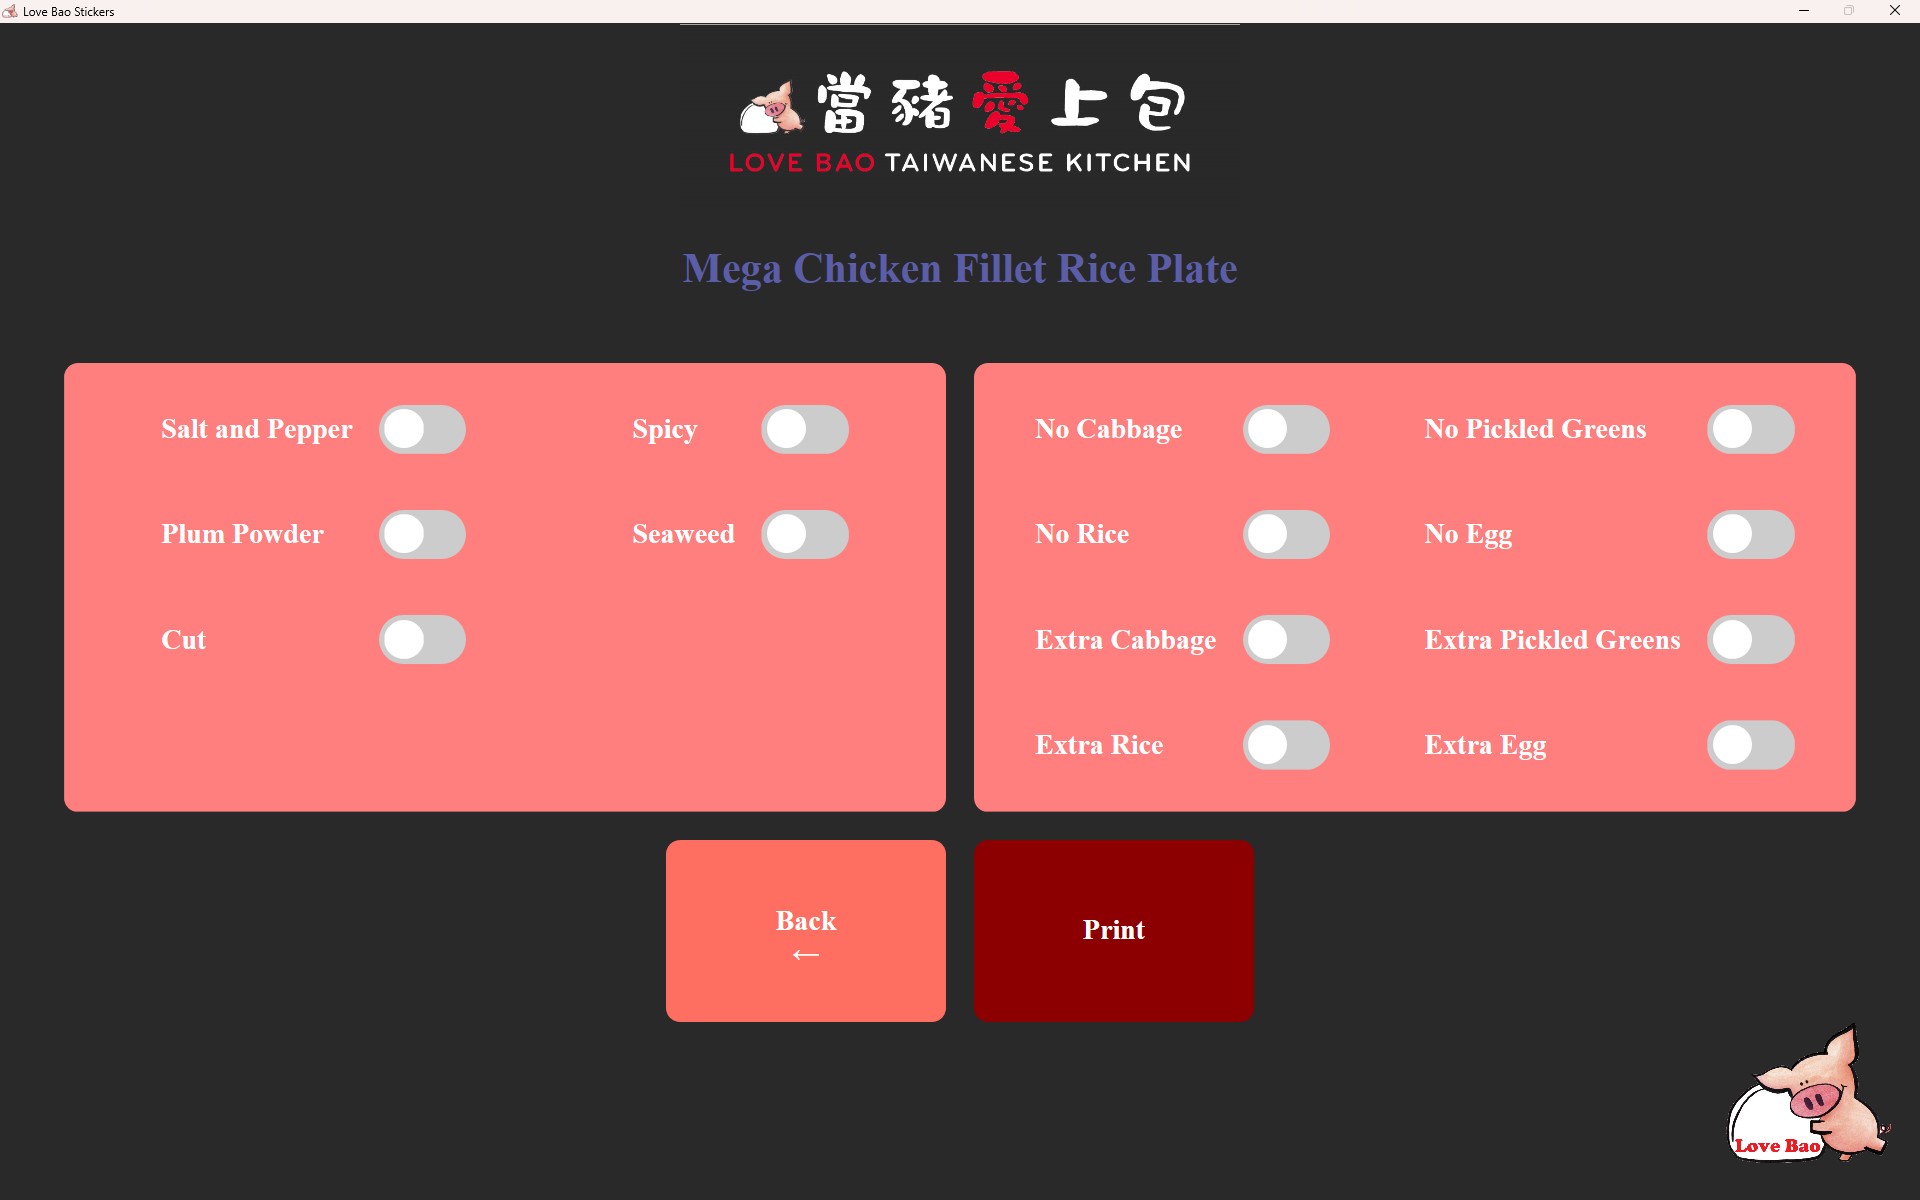 Love Bao Stickers
當豬愛上包
LOVE BAO TAIWANESE KITCHEN
Mega Chicken Fillet Rice Plate
Salt and Pepper
Spicy
Plum Powder
Seaweed
Cut
No Cabbage
No Pickled Greens
No Rice
No Egg
Extra Cabbage
Extra Pickled Greens
Extra Rice
Extra Egg
Back
←
Print
Love Bao